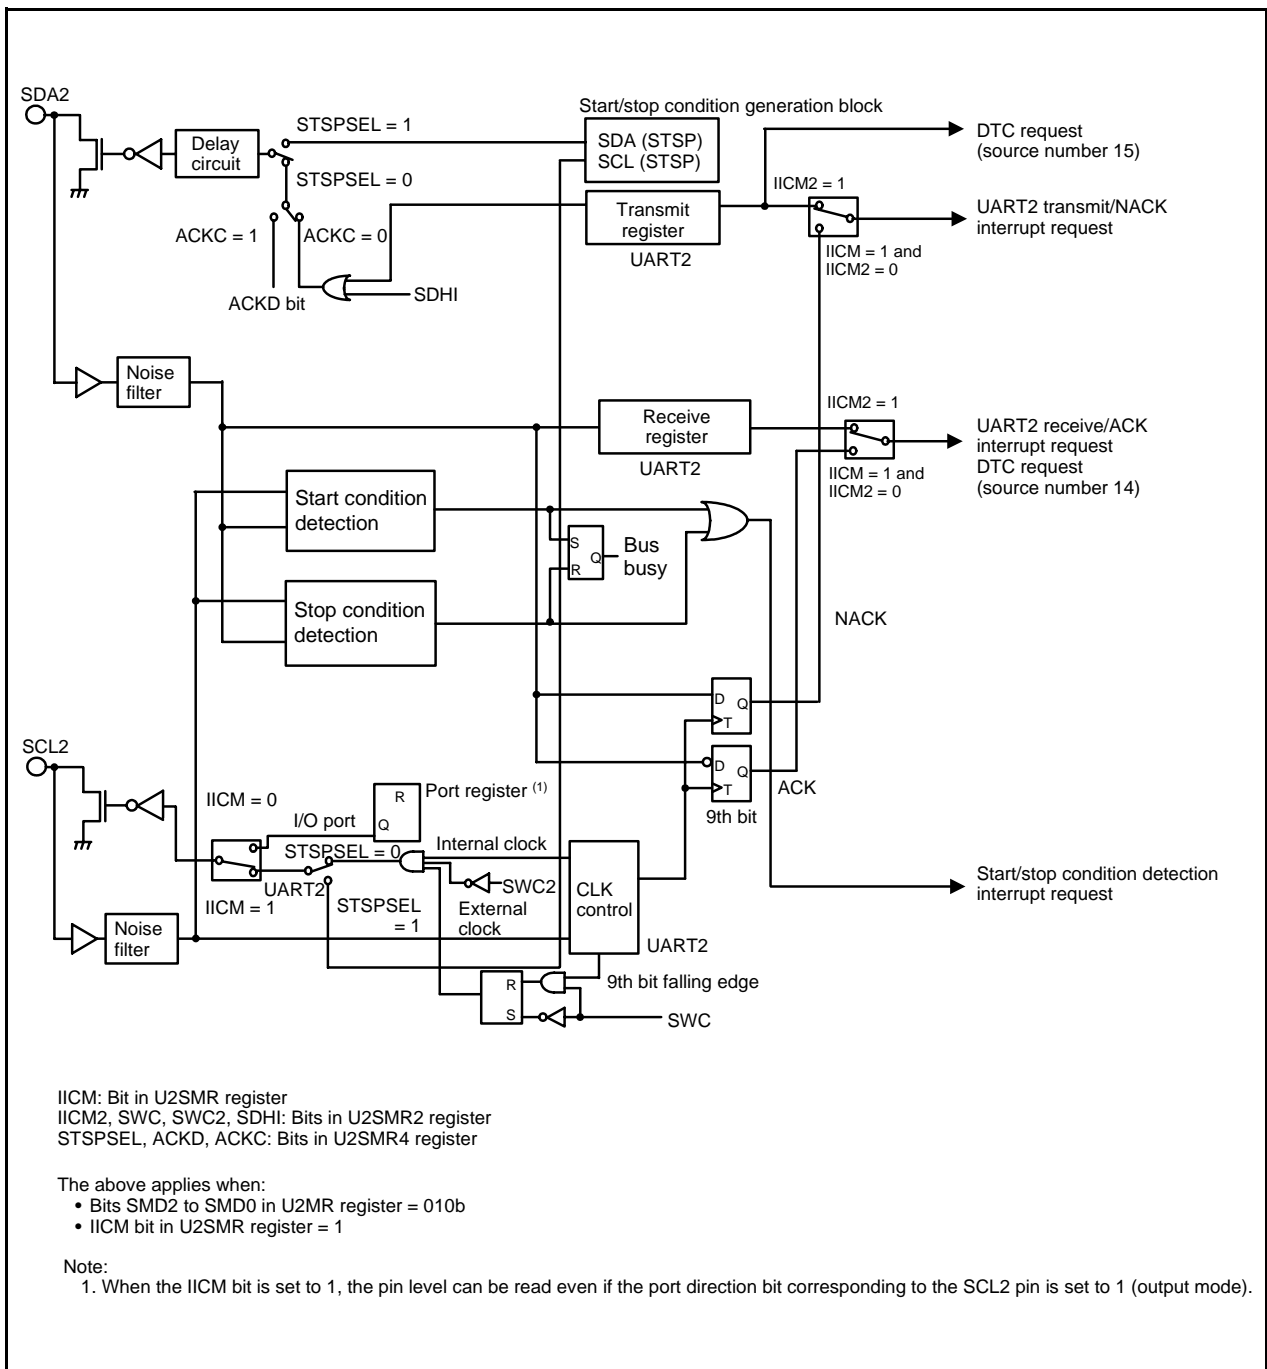 SDA2
STSPSEL = 1
Delay
circuit
STSPSEL = 0
ACKC = 1
ACKC = 0
ACKD bit
SDHI
Start/stop condition generation block
SDA (STSP)
SCL (STSP)
Transmit
register
UART2
DTC request
(source number 15)
IICM2 = 1
UART2 transmit/NACK
interrupt request
IICM = 1 and
IICM2 = 0
Noise
filter
Receive
register
UART2
IICM2 = 1
UART2 receive/ACK
interrupt request
DTC request
(source number 14)
IICM = 1 and
IICM2 = 0
Start condition
detection
S
R
Q
Bus
busy
Stop condition
detection
NACK
D
Q
T
D
Q
T
ACK
9th bit
SCL2
IICM = 0
I/O port
R
Q
Port register (1)
STSPSEL = 0
UART2
IICM = 1
Internal clock
SWC2
External
clock
STSPSEL
= 1
CLK
control
UART2
Noise
filter
Start/stop condition detection
interrupt request
R
S
9th bit falling edge
SWC
IICM: Bit in U2SMR register
IICM2, SWC, SWC2, SDHI: Bits in U2SMR2 register
STSPSEL, ACKD, ACKC: Bits in U2SMR4 register
The above applies when:
• Bits SMD2 to SMD0 in U2MR register = 010b
• IICM bit in U2SMR register = 1
Note:
1. When the IICM bit is set to 1, the pin level can be read even if the port direction bit corresponding to the SCL2 pin is set to 1 (output mode).